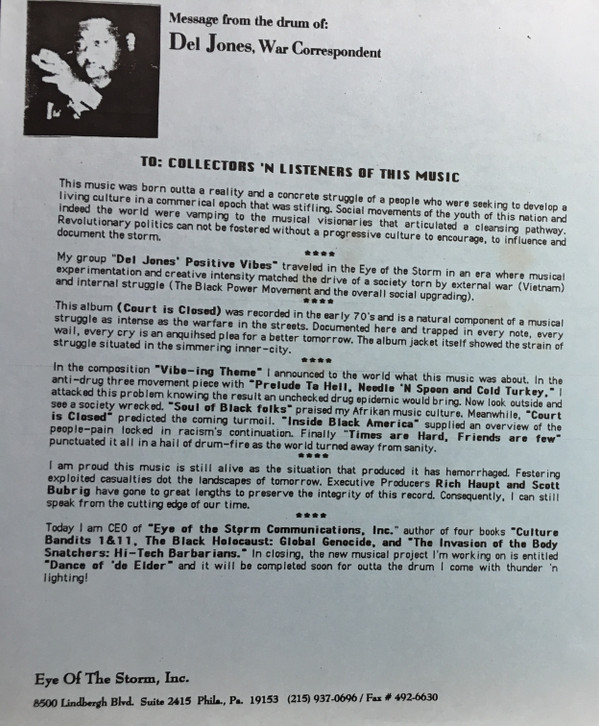 Message from the drum of:
Del Jones, War Correspondent
TO: COLLECTORS 'N LISTENERS OF THIS MUSIC
This music was born outta a reality and a concrete struggle of a people who were seeking to develop a
living culture in a commerical epoch that was stifling. Social movements of the youth of this nation and
indeed the world were vamping to the musical visionaries that articulated a cleansing pathway.
Revolutionary politics can not be fostered without a progressive culture to encourage, to influence and
document the storm.
****
My group "Del Jones' Positive Vibes" traveled in the Eye of the Storm in an era where musical
experimentation and creative intensity matched the drive of a society torn by external war (Vietnam)
and internal struggle (The Black Power Movement and the overall social upgrading).
****
This album (Court is Closed) was recorded in the early 70's and is a natural component of a musical
struggle as intense as the warfare in the streets. Documented here and trapped in every note, every
wail, every cry is an anquihsed plea for a better tomorrow. The album jacket itself showed the strain of
struggle situated in the simmering inner-city.
****
In the composition "Vibe-ing Theme" I announced to the world what this music was about. In the
anti-drug three movement piece with "Prelude Ta Hell, Needle 'N Spoon and Cold Turkey," I
attacked this problem knowing the result an unchecked drug epidemic would bring. Now look outside and
see a society wrecked. "Soul of Black folks" praised my Afrikan music culture. Meanwhile, "Court
is Closed" predicted the coming turmoil. "Inside Black America" supplied an overview of the
people-pain locked in racism's continuation. Finally "Times are Hard, Friends are few"
punctuated it all in a hail of drum-fire as the world turned away from sanity.
****
I am proud this music is still alive as the situation that produced it has hemorrhaged. Festering
exploited casualties dot the landscapes of tomorrow. Executive Producers Rich Haupt and Scott
Bubrig have gone to great lengths to preserve the integrity of this record. Consequently, I can still
speak from the cutting edge of our time.
****
Today I am CEO of "Eye of the Storm Communications, Inc." author of four books "Culture
Bandits 1&11, The Black Holocaust: Global Genocide, and "The Invasion of the Body
Snatchers: Hi-Tech Barbarians." In closing, the new musical project I'm working on is entitled
"Dance of 'de Elder" and it will be completed soon for outta the drum I come with thunder 'n
lighting!
Eye Of The Storm, Inc.
8500 Lindbergh Blvd. Suite 2415 Phila., Pa. 19153 (215) 937-0696 / Fax # 492-6630